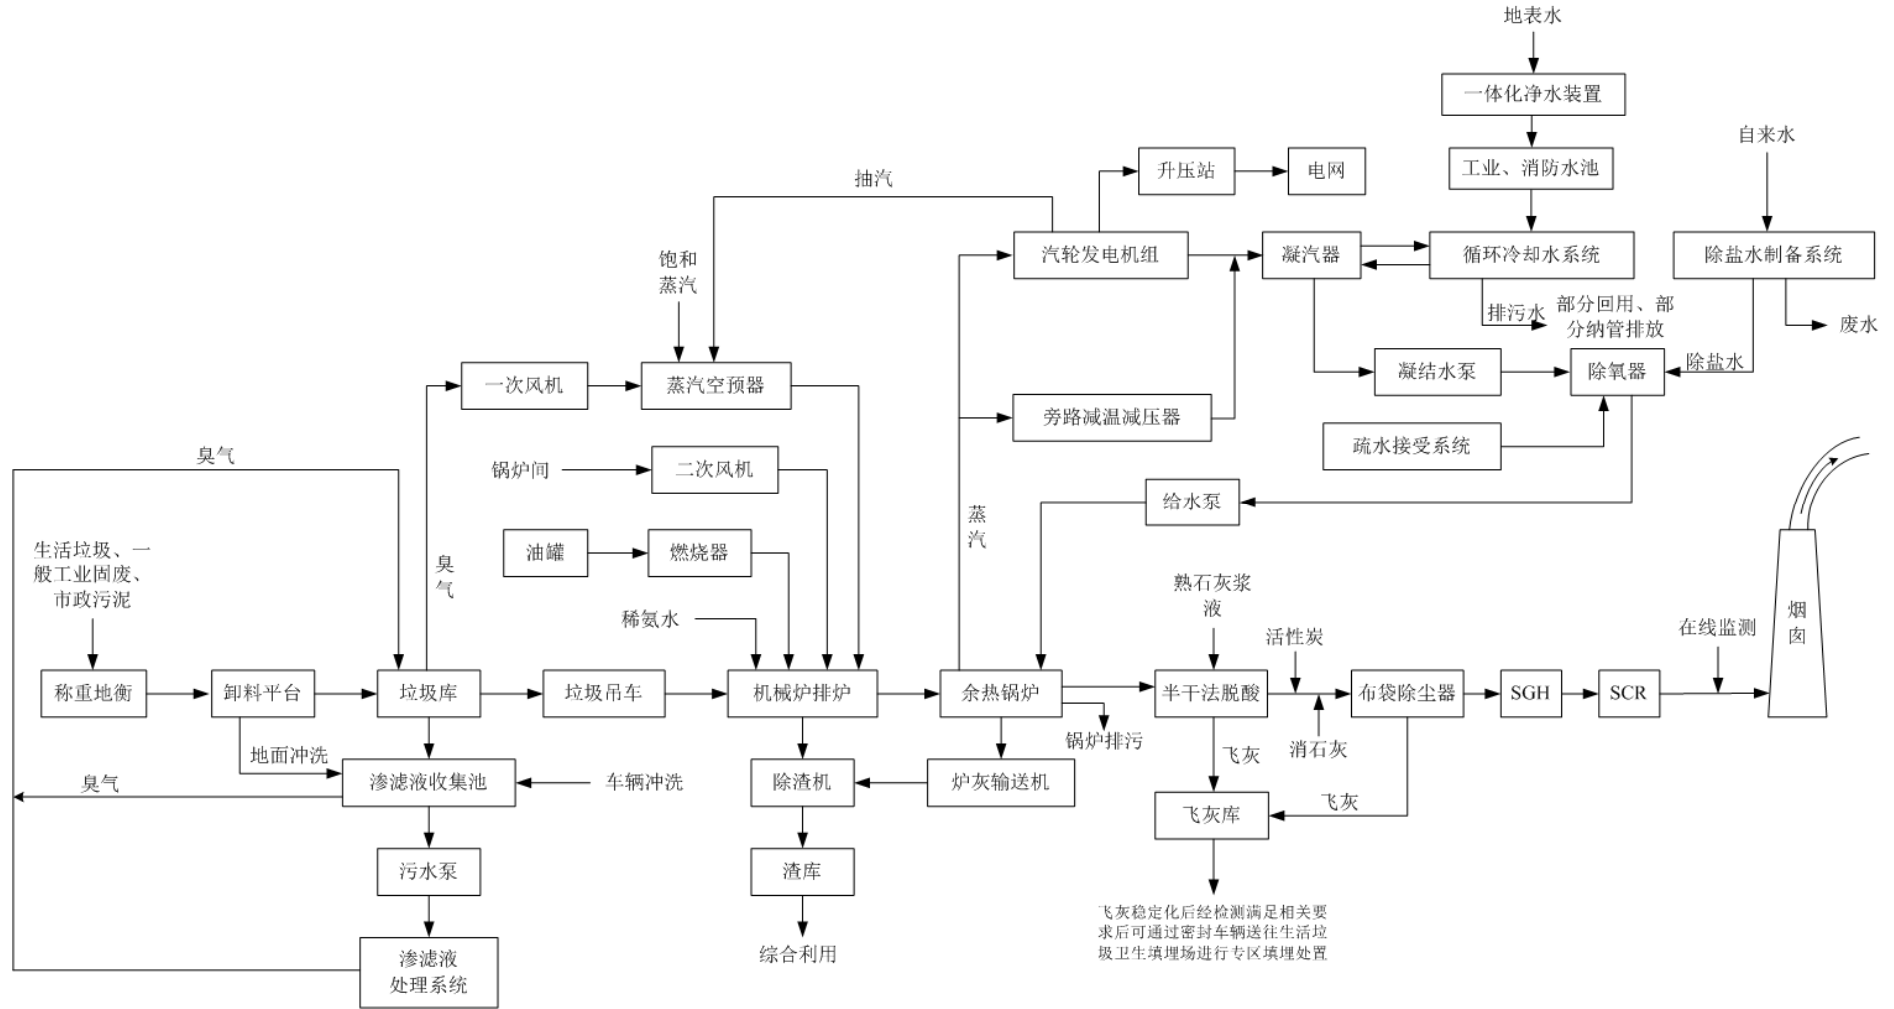 地表水
一体化净水装置
自来水
升压站
电网
工业、消防水池
抽汽
饱和
蒸汽
汽轮发电机组
凝汽器
循环冷却水系统
除盐水制备系统
排污水
部分回用、部
分纳管排放
废水
一次风机
蒸汽空预器
凝结水泵
除氧器
除盐水
旁路减温减压器
疏水接受系统
臭气
锅炉间
二次风机
给水泵
蒸
汽
生活垃圾、一
般工业固废、
市政污泥
油罐
燃烧器
臭
气
稀氨水
熟石灰浆
液
活性炭
在线监测
烟
囱
称重地衡
卸料平台
垃圾库
垃圾吊车
机械炉排炉
余热锅炉
半干法脱酸
布袋除尘器
SGH
SCR
地面冲洗
锅炉排污
飞灰
消石灰
臭气
渗滤液收集池
车辆冲洗
除渣机
炉灰输送机
飞灰库
飞灰
污水泵
渣库
飞灰稳定化后经检测满足相关要
求后可通过密封车辆送往生活垃
圾卫生填埋场进行专区填埋处置
综合利用
渗滤液
处理系统